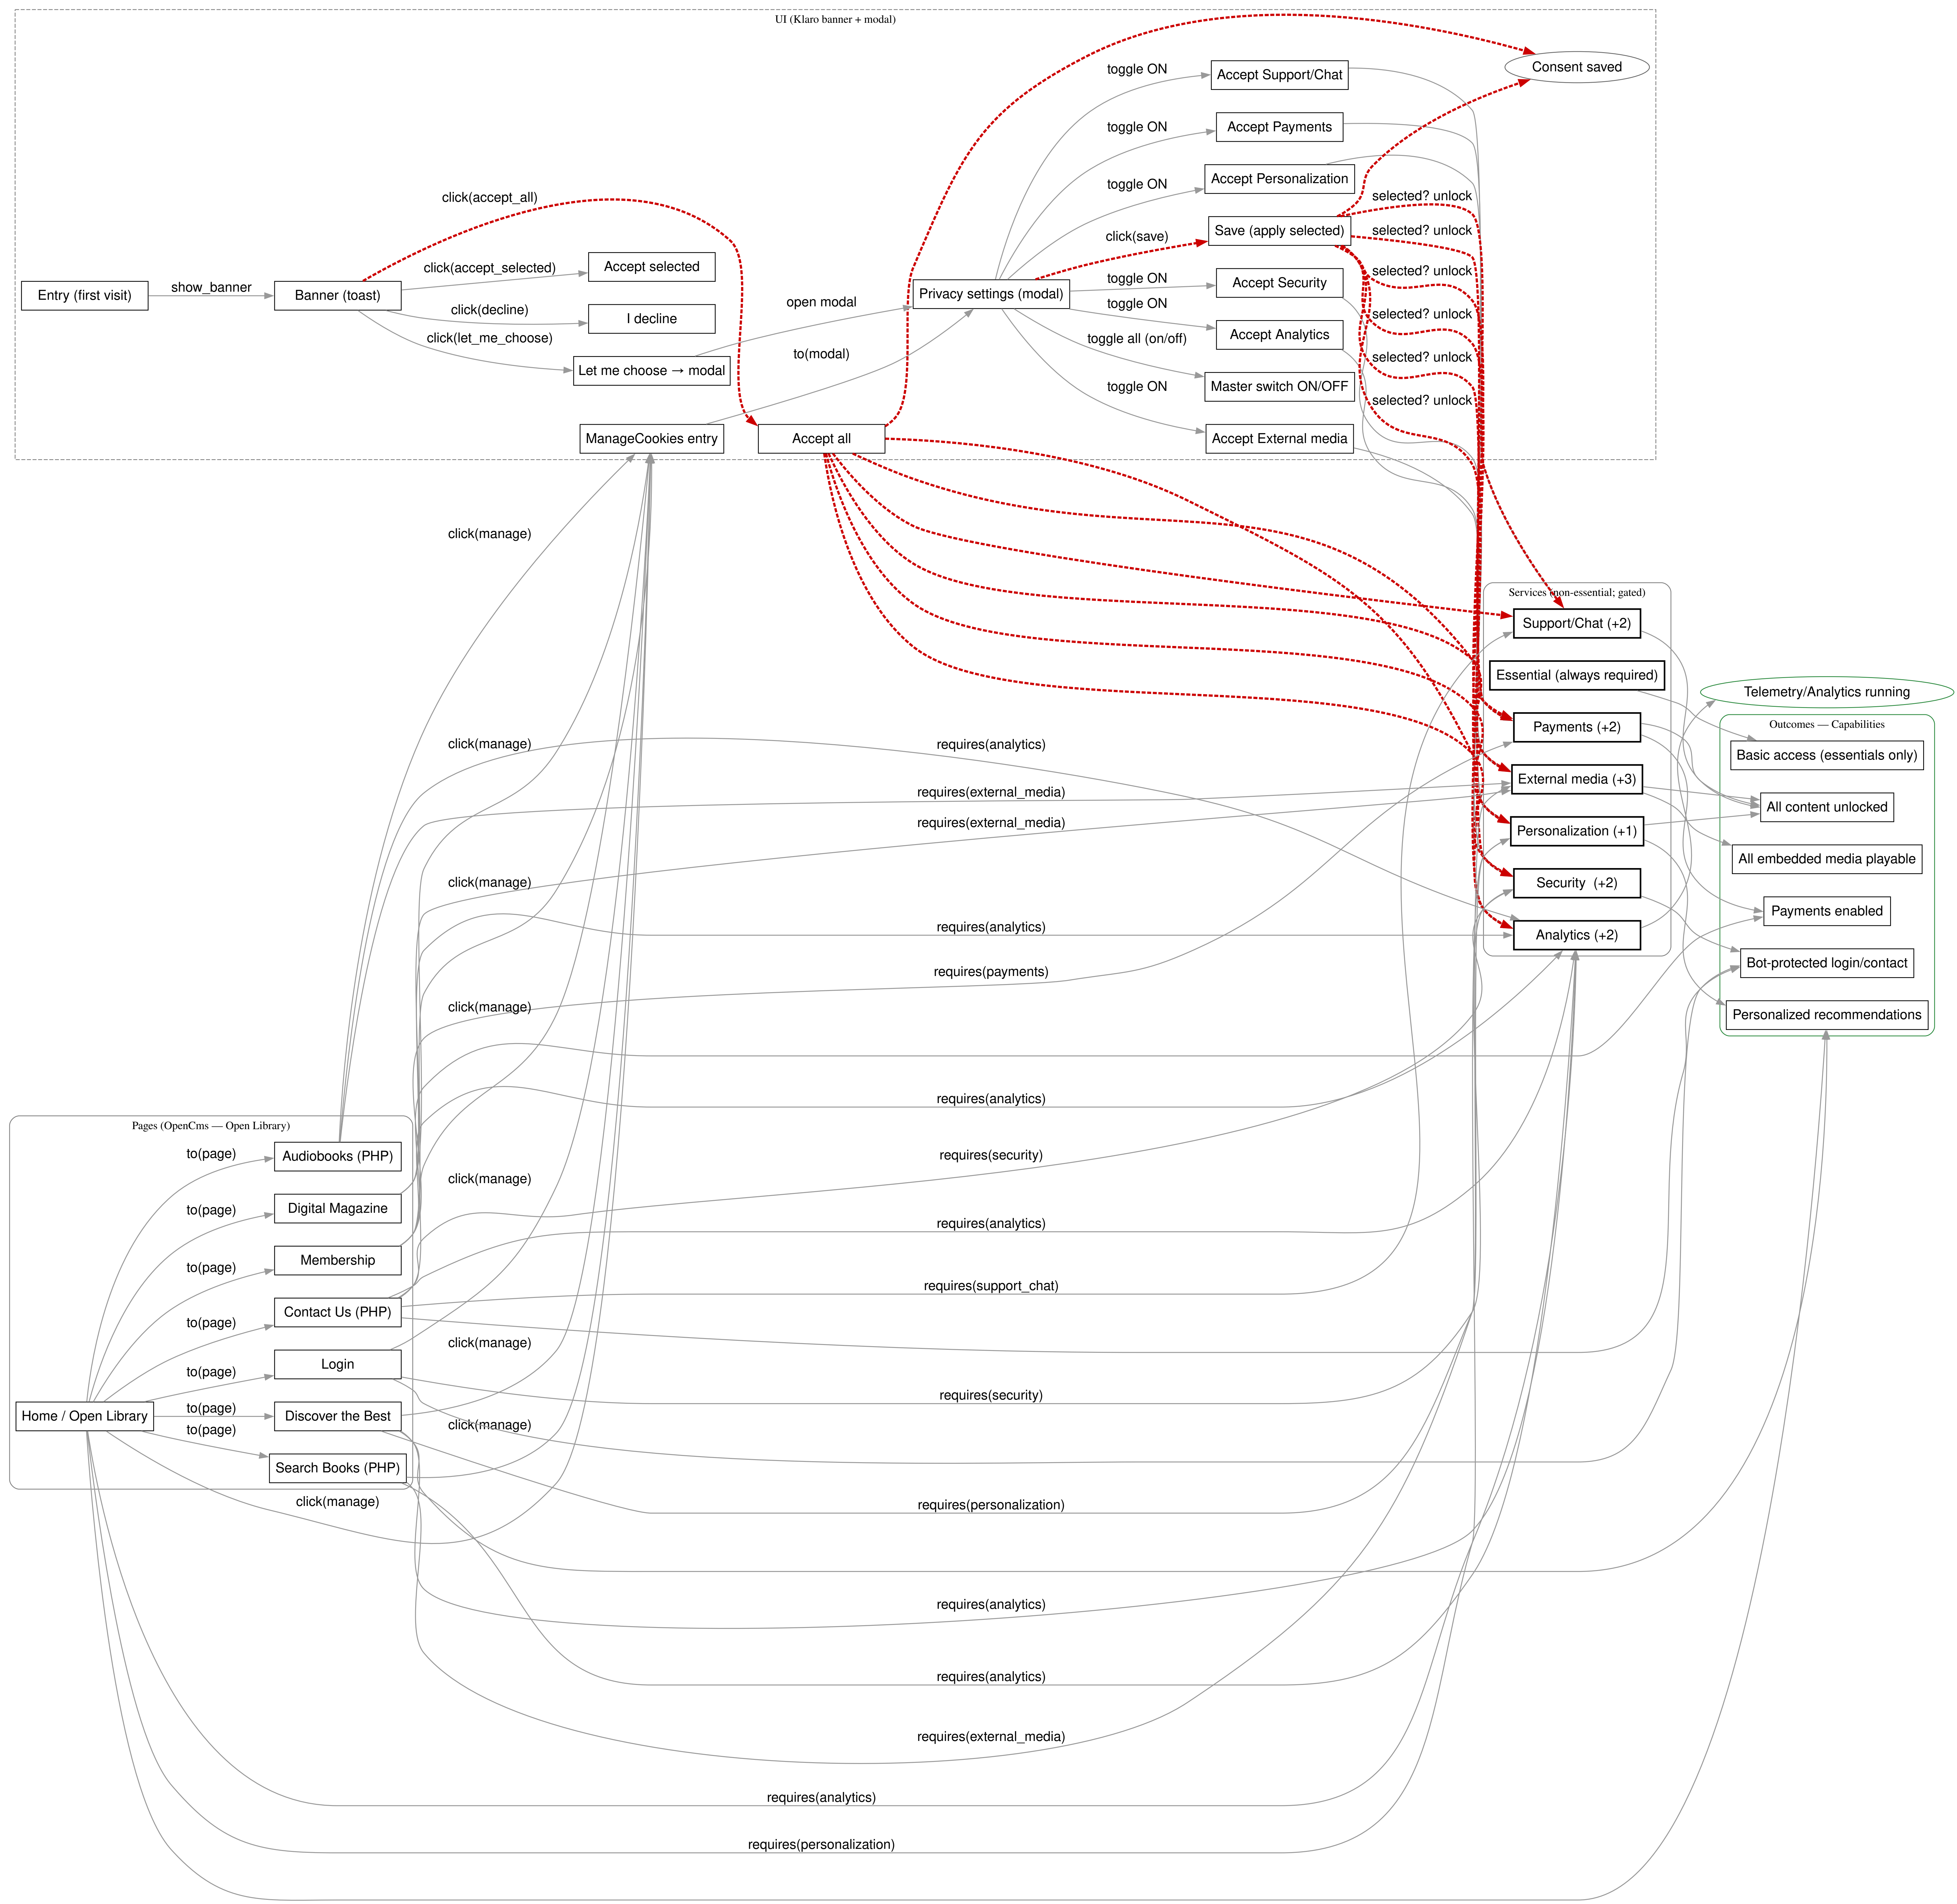 UI (Klaro banner + modal)
Consent saved
toggle ON
Accept Support/Chat
toggle ON
Accept Payments
toggle ON
Accept Personalization
click(accept_all)
selected? unlock
click(save)
Save (apply selected)
selected? unlock
click(accept_selected)
Accept selected
selected? unlock
toggle ON
Accept Security
Entry (first visit)
show_banner
Banner (toast)
open modal
Privacy settings (modal)
toggle ON
click(decline)
I decline
selected? unlock
Accept Analytics
click(let_me_choose)
toggle all (on/off)
to(modal)
selected? unlock
Let me choose → modal
toggle ON
Master switch ON/OFF
selected? unlock
ManageCookies entry
Accept all
Accept External media
click(manage)
Services (non-essential; gated)
Support/Chat (+2)
Essential (always required)
Telemetry/Analytics running
Payments (+2)
Outcomes — Capabilities
click(manage)
requires(analytics)
Basic access (essentials only)
External media (+3)
requires(external_media)
All content unlocked
requires(external_media)
Personalization (+1)
All embedded media playable
click(manage)
Security  (+2)
Payments enabled
requires(analytics)
Analytics (+2)
Bot-protected login/contact
requires(payments)
click(manage)
Personalized recommendations
requires(analytics)
Pages (OpenCms — Open Library)
to(page)
Audiobooks (PHP)
requires(security)
click(manage)
to(page)
Digital Magazine
requires(analytics)
to(page)
Membership
requires(support_chat)
to(page)
Contact Us (PHP)
click(manage)
to(page)
Login
requires(security)
to(page)
Home / Open Library
Discover the Best
click(manage)
to(page)
Search Books (PHP)
click(manage)
requires(personalization)
requires(analytics)
requires(analytics)
requires(external_media)
requires(analytics)
requires(personalization)